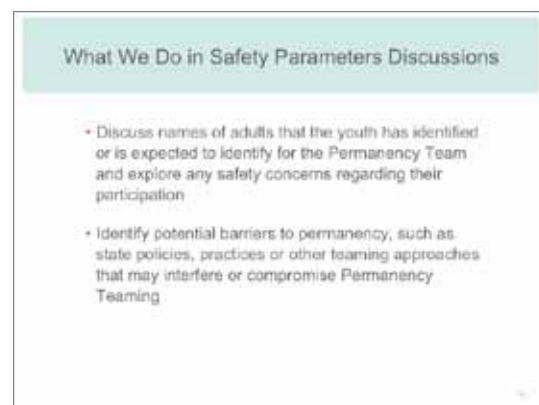 What We Do in Safety Parameters Discussions
• Discuss names of adults that the youth has identified
or is expected to identify for the Permanency Team
and explore any safety concerns regarding their
participation
• Identify potential barriers to permanency, such as
state policies, practices or other teaming approaches
that may interfere or compromise Permanency
Teaming